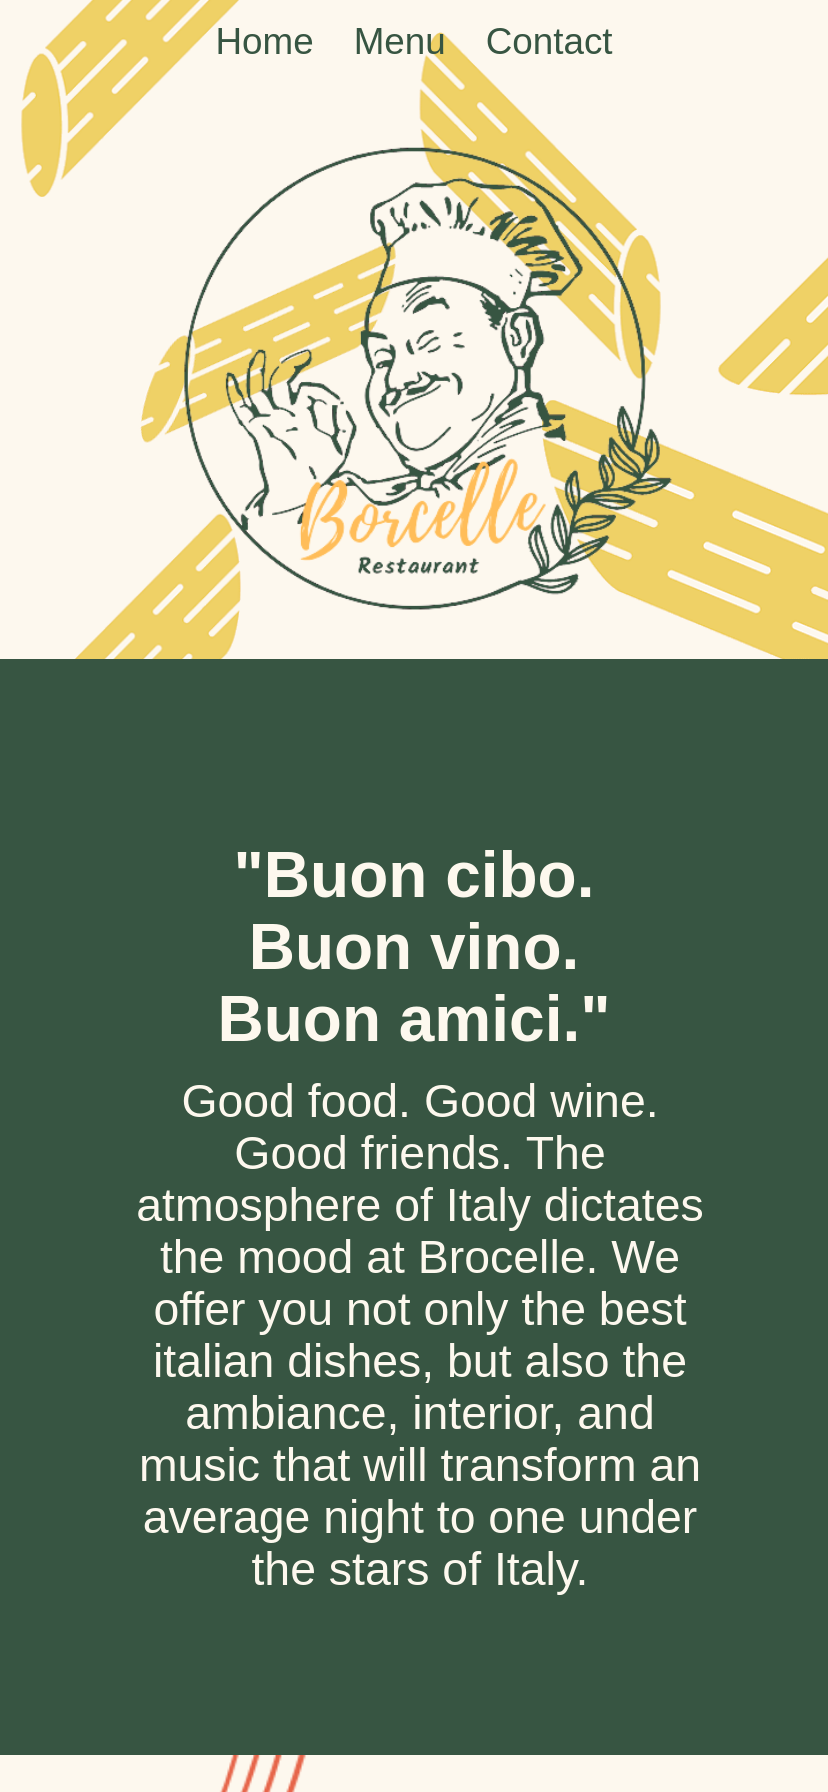 Home Menu Contact
Borcelle
Restaurant
"Buon cibo.
Buon vino.
Buon amici."
Good food. Good wine.
Good friends. The
atmosphere of Italy dictates
the mood at Brocelle. We
offer you not only the best
italian dishes, but also the
ambiance, interior, and
music that will transform an
average night to one under
the stars of Italy.